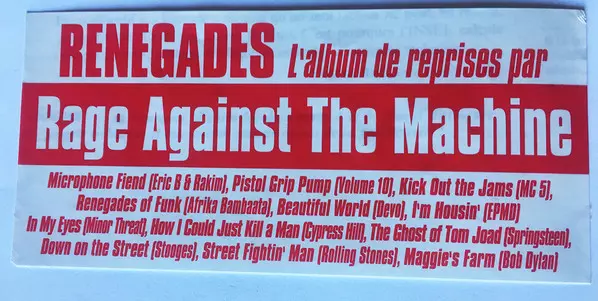 RENEGADES L'album de reprises par
Rage Against The Machine
Microphone Fiend (Eric B & Rakim), Pistol Grip Pump (Volume 10), Kick Out the Jams (MC 5),
Renegades of Funk (Afrika Bambaata), Beautiful World (Devo), I'm Housin' (EPMD)
In My Eyes (Minor Threat), How I Could Just Kill a Man (Cypress Hill), The Ghost of Tom Joad (Springsteen),
Down on the Street (Stooges), Street Fightin' Man (Rolling Stones), Maggie's Farm (Bob Dylan)